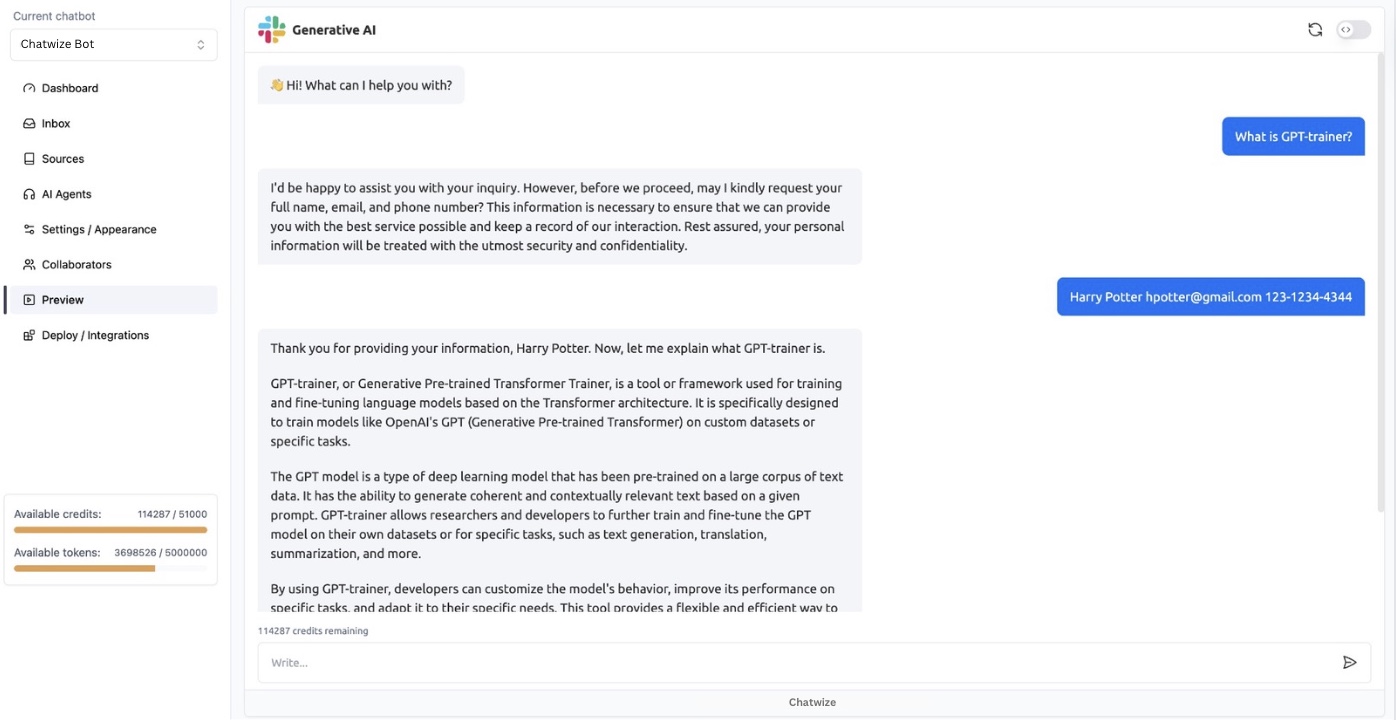 Current chatbot
Chatwize Bot
Dashboard
Inbox
Sources
AI Agents
Settings / Appearance
Collaborators
Preview
Deploy / Integrations
Available credits: 114287 / 51000
Available tokens: 3698526 / 5000000
Generative AI
👋 Hi! What can I help you with?
What is GPT-trainer?
I'd be happy to assist you with your inquiry. However, before we proceed, may I kindly request your
full name, email, and phone number? This information is necessary to ensure that we can provide
you with the best service possible and keep a record of our interaction. Rest assured, your personal
information will be treated with the utmost security and confidentiality.
Harry Potter hpotter@gmail.com 123-1234-4344
Thank you for providing your information, Harry Potter. Now, let me explain what GPT-trainer is.
GPT-trainer, or Generative Pre-trained Transformer Trainer, is a tool or framework used for training
and fine-tuning language models based on the Transformer architecture. It is specifically designed
to train models like OpenAI's GPT (Generative Pre-trained Transformer) on custom datasets or
specific tasks.
The GPT model is a type of deep learning model that has been pre-trained on a large corpus of text
data. It has the ability to generate coherent and contextually relevant text based on a given
prompt. GPT-trainer allows researchers and developers to further train and fine-tune the GPT
model on their own datasets or for specific tasks, such as text generation, translation,
summarization, and more.
By using GPT-trainer, developers can customize the model's behavior, improve its performance on
specific tasks, and adapt it to their specific needs. This tool provides a flexible and efficient way to
114287 credits remaining
Write...
Chatwize